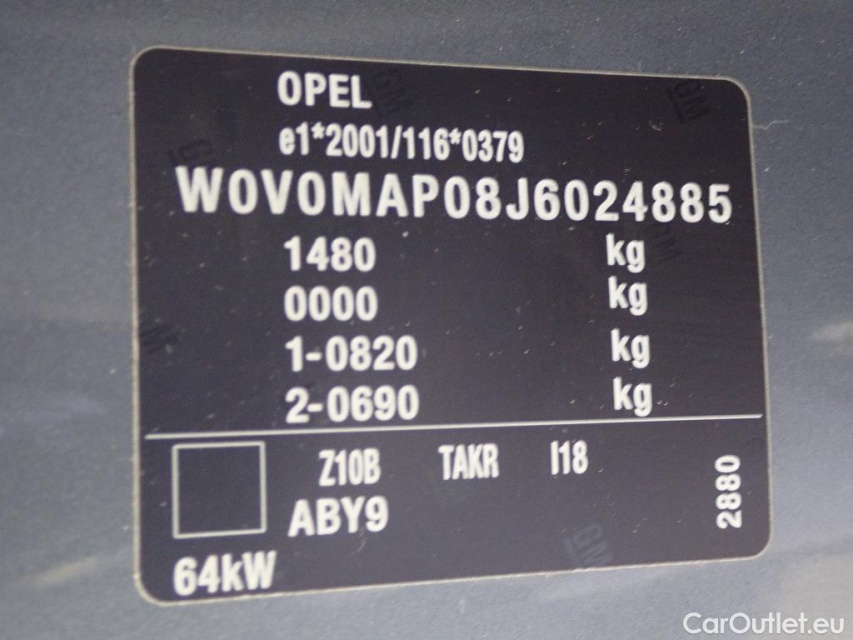 OPEL
e1*2001/116*0379
W0V0MAP08J6024885
1480 kg
0000 kg
1-0820 kg
2-0690 kg
Z10B TAKR I18
ABY9
2880
64kW
CarOutlet.eu